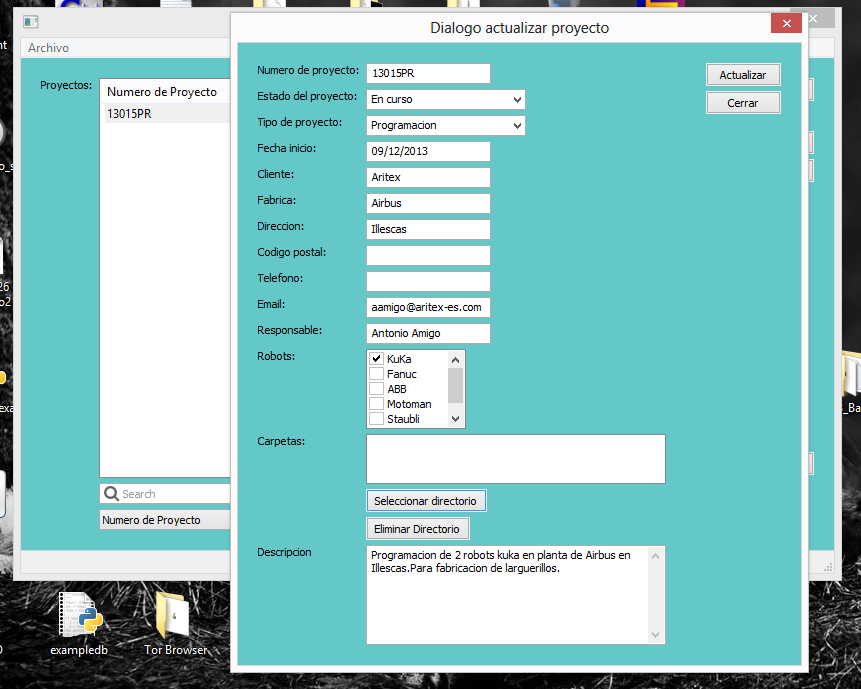 Dialogo actualizar proyecto
Archivo
Proyectos:
Numero de Proyecto
13015PR
Search
Numero de Proyecto
Numero de proyecto:
13015PR
Actualizar
Estado del proyecto:
En curso
Cerrar
Tipo de proyecto:
Programacion
Fecha inicio:
09/12/2013
Cliente:
Aritex
Fabrica:
Airbus
Direccion:
Illescas
Codigo postal:
Telefono:
Email:
aamigo@aritex-es.com
Responsable:
Antonio Amigo
Robots:
KuKa
Fanuc
ABB
Motoman
Staubli
Carpetas:
Seleccionar directorio
Eliminar Directorio
Descripcion
Programacion de 2 robots kuka en planta de Airbus en
Illescas.Para fabricacion de larguerillos.
exampledb
Tor Browser